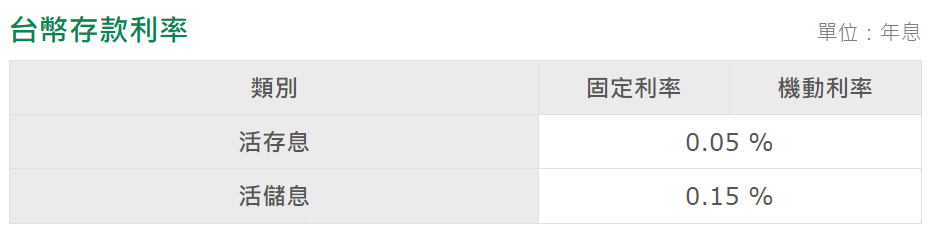 台幣存款利率
單位：年息
類別 固定利率 機動利率
活存息 0.05 %
活儲息 0.15 %